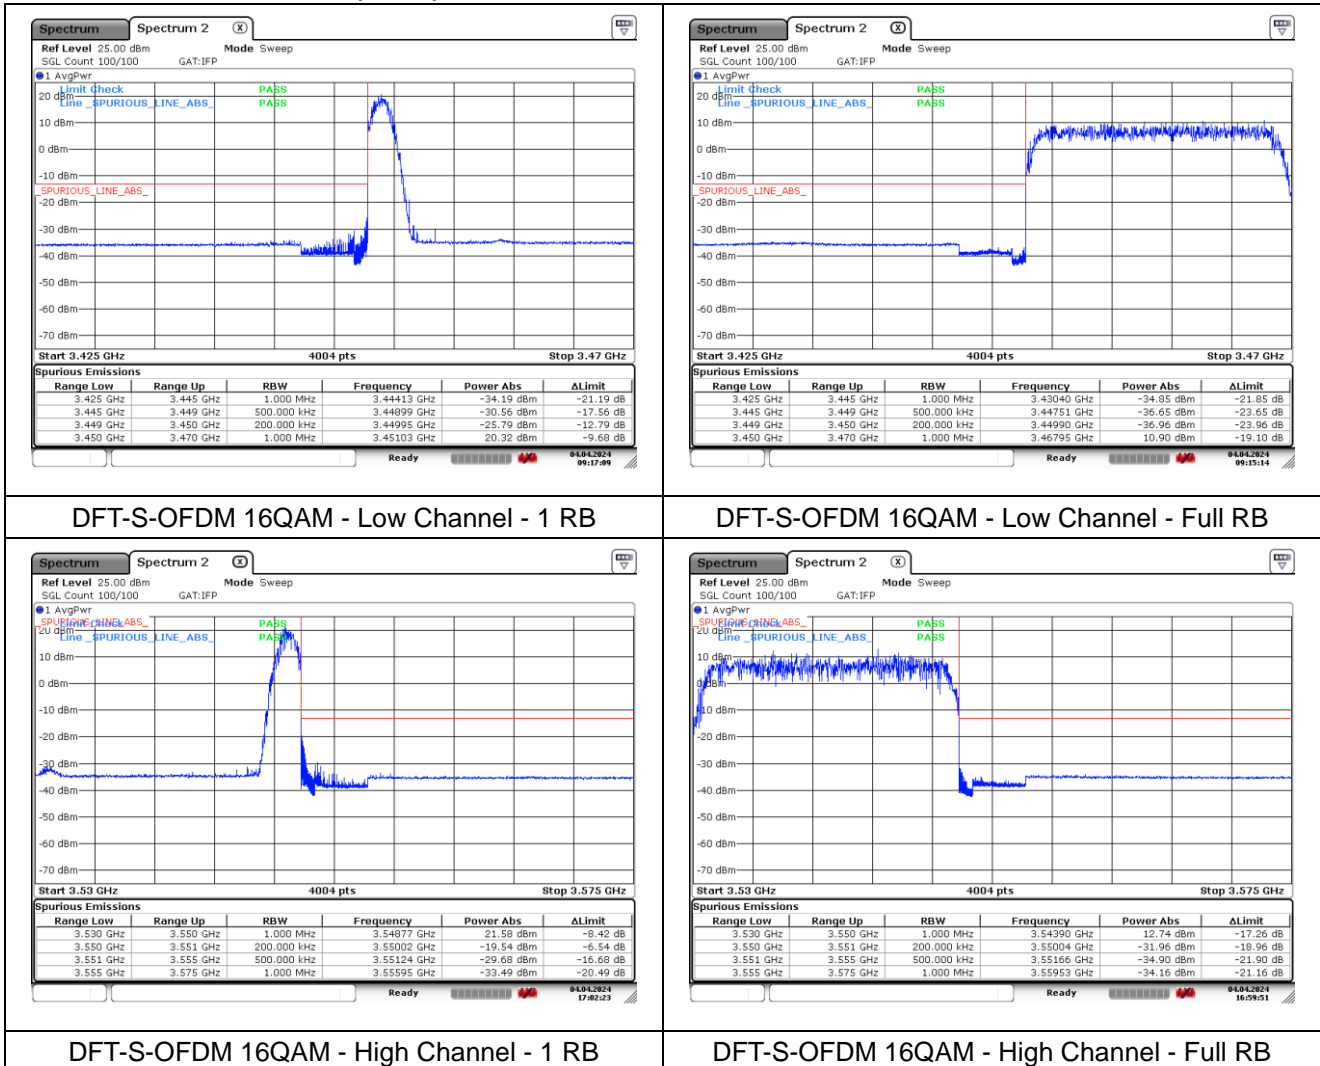 Spectrum Spectrum 2 X
Ref Level 25.00 dBm Mode Sweep
SGL Count 100/100 GAT:IFP
1 AvgPwr
Limit Check PASS
Line _SPURIOUS_LINE_ABS_ PASS
20 dBm
10 dBm
0 dBm
-10 dBm
_SPURIOUS_LINE_ABS_
-20 dBm
-30 dBm
-40 dBm
-50 dBm
-60 dBm
-70 dBm
Start 3.425 GHz 4004 pts Stop 3.47 GHz
Spurious Emissions
Range Low Range Up RBW Frequency Power Abs ΔLimit
3.425 GHz 3.445 GHz 1.000 MHz 3.44413 GHz -34.19 dBm -21.19 dB
3.445 GHz 3.449 GHz 500.000 kHz 3.44899 GHz -30.56 dBm -17.56 dB
3.449 GHz 3.450 GHz 200.000 kHz 3.44995 GHz -25.79 dBm -12.79 dB
3.450 GHz 3.470 GHz 1.000 MHz 3.45103 GHz 20.32 dBm -9.68 dB
Ready 04.04.2024
09:17:09
DFT-S-OFDM 16QAM - Low Channel - 1 RB
Spectrum Spectrum 2 X
Ref Level 25.00 dBm Mode Sweep
SGL Count 100/100 GAT:IFP
1 AvgPwr
Limit Check PASS
Line _SPURIOUS_LINE_ABS_ PASS
20 dBm
10 dBm
0 dBm
-10 dBm
_SPURIOUS_LINE_ABS_
-20 dBm
-30 dBm
-40 dBm
-50 dBm
-60 dBm
-70 dBm
Start 3.425 GHz 4004 pts Stop 3.47 GHz
Spurious Emissions
Range Low Range Up RBW Frequency Power Abs ΔLimit
3.425 GHz 3.445 GHz 1.000 MHz 3.43040 GHz -34.85 dBm -21.85 dB
3.445 GHz 3.449 GHz 500.000 kHz 3.44751 GHz -36.65 dBm -23.65 dB
3.449 GHz 3.450 GHz 200.000 kHz 3.44990 GHz -36.96 dBm -23.96 dB
3.450 GHz 3.470 GHz 1.000 MHz 3.46795 GHz 10.90 dBm -19.10 dB
Ready 04.04.2024
09:15:14
DFT-S-OFDM 16QAM - Low Channel - Full RB
Spectrum Spectrum 2 X
Ref Level 25.00 dBm Mode Sweep
SGL Count 100/100 GAT:IFP
1 AvgPwr
_SPURIOUS_LINE_ABS_
Limit Check PASS
20 dBm
Line _SPURIOUS_LINE_ABS_ PASS
10 dBm
0 dBm
-10 dBm
-20 dBm
-30 dBm
-40 dBm
-50 dBm
-60 dBm
-70 dBm
Start 3.53 GHz 4004 pts Stop 3.575 GHz
Spurious Emissions
Range Low Range Up RBW Frequency Power Abs ΔLimit
3.530 GHz 3.550 GHz 1.000 MHz 3.54877 GHz 21.58 dBm -8.42 dB
3.550 GHz 3.551 GHz 200.000 kHz 3.55002 GHz -19.54 dBm -6.54 dB
3.551 GHz 3.555 GHz 500.000 kHz 3.55124 GHz -29.68 dBm -16.68 dB
3.555 GHz 3.575 GHz 1.000 MHz 3.55595 GHz -33.49 dBm -20.49 dB
Ready 04.04.2024
17:02:23
DFT-S-OFDM 16QAM - High Channel - 1 RB
Spectrum Spectrum 2 X
Ref Level 25.00 dBm Mode Sweep
SGL Count 100/100 GAT:IFP
1 AvgPwr
_SPURIOUS_LINE_ABS_
Limit Check PASS
20 dBm
Line _SPURIOUS_LINE_ABS_ PASS
10 dBm
0 dBm
-10 dBm
-20 dBm
-30 dBm
-40 dBm
-50 dBm
-60 dBm
-70 dBm
Start 3.53 GHz 4004 pts Stop 3.575 GHz
Spurious Emissions
Range Low Range Up RBW Frequency Power Abs ΔLimit
3.530 GHz 3.550 GHz 1.000 MHz 3.54390 GHz 12.74 dBm -17.26 dB
3.550 GHz 3.551 GHz 200.000 kHz 3.55004 GHz -31.96 dBm -18.96 dB
3.551 GHz 3.555 GHz 500.000 kHz 3.55166 GHz -34.90 dBm -21.90 dB
3.555 GHz 3.575 GHz 1.000 MHz 3.55953 GHz -34.16 dBm -21.16 dB
Ready 04.04.2024
16:59:51
DFT-S-OFDM 16QAM - High Channel - Full RB